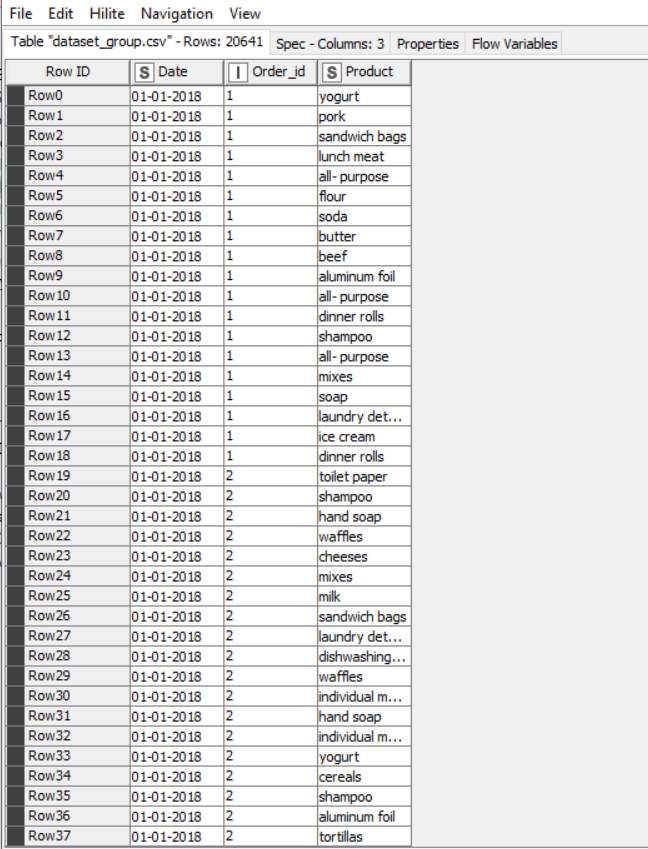 File Edit Hilite Navigation View
Table "dataset_group.csv" - Rows: 20641 Spec - Columns: 3 Properties Flow Variables
Row ID S Date I Order_id S Product
Row0 01-01-2018 1 yogurt
Row1 01-01-2018 1 pork
Row2 01-01-2018 1 sandwich bags
Row3 01-01-2018 1 lunch meat
Row4 01-01-2018 1 all- purpose
Row5 01-01-2018 1 flour
Row6 01-01-2018 1 soda
Row7 01-01-2018 1 butter
Row8 01-01-2018 1 beef
Row9 01-01-2018 1 aluminum foil
Row10 01-01-2018 1 all- purpose
Row11 01-01-2018 1 dinner rolls
Row12 01-01-2018 1 shampoo
Row13 01-01-2018 1 all- purpose
Row14 01-01-2018 1 mixes
Row15 01-01-2018 1 soap
Row16 01-01-2018 1 laundry det...
Row17 01-01-2018 1 ice cream
Row18 01-01-2018 1 dinner rolls
Row19 01-01-2018 2 toilet paper
Row20 01-01-2018 2 shampoo
Row21 01-01-2018 2 hand soap
Row22 01-01-2018 2 waffles
Row23 01-01-2018 2 cheeses
Row24 01-01-2018 2 mixes
Row25 01-01-2018 2 milk
Row26 01-01-2018 2 sandwich bags
Row27 01-01-2018 2 laundry det...
Row28 01-01-2018 2 dishwashing...
Row29 01-01-2018 2 waffles
Row30 01-01-2018 2 individual m...
Row31 01-01-2018 2 hand soap
Row32 01-01-2018 2 individual m...
Row33 01-01-2018 2 yogurt
Row34 01-01-2018 2 cereals
Row35 01-01-2018 2 shampoo
Row36 01-01-2018 2 aluminum foil
Row37 01-01-2018 2 tortillas